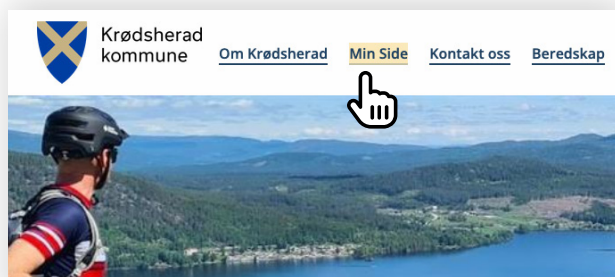 Krødsherad
kommune
Om Krødsherad Min Side Kontakt oss Beredskap